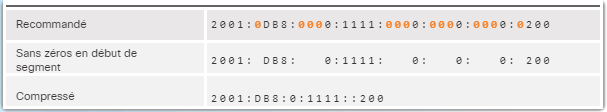 Recommandé 2001:0DB8:0000:1111:0000:0000:0000:0200
Sans zéros en début de segment 2001: DB8: 0:1111: 0: 0: 0: 200
Compressé 2001:DB8:0:1111::200